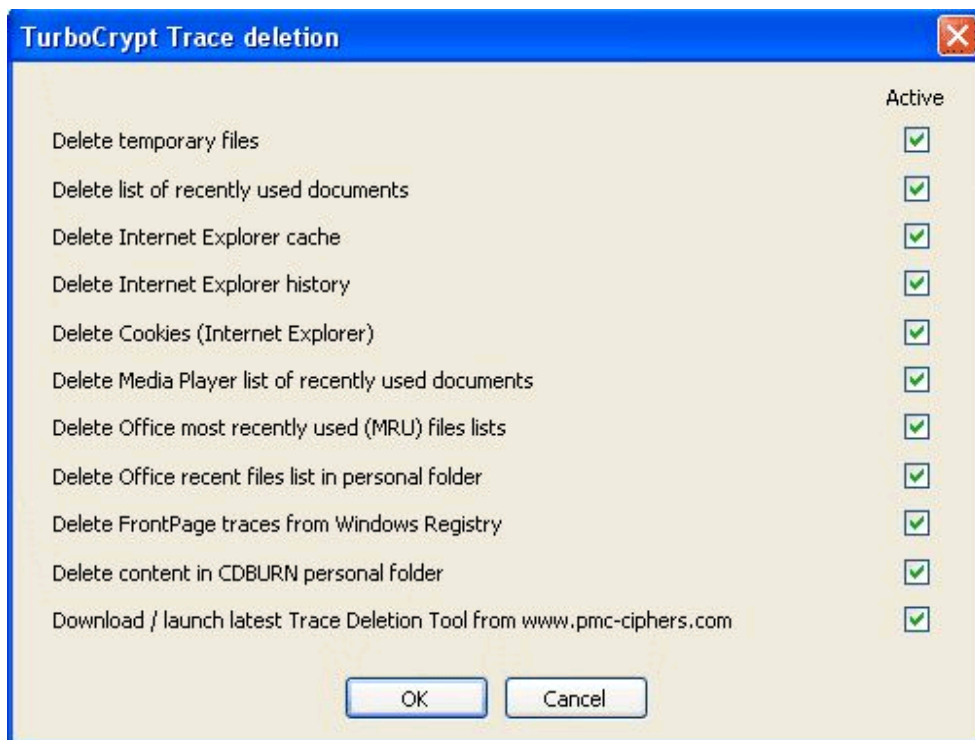 TurboCrypt Trace deletion
Active
Delete temporary files
Delete list of recently used documents
Delete Internet Explorer cache
Delete Internet Explorer history
Delete Cookies (Internet Explorer)
Delete Media Player list of recently used documents
Delete Office most recently used (MRU) files lists
Delete Office recent files list in personal folder
Delete FrontPage traces from Windows Registry
Delete content in CDBURN personal folder
Download / launch latest Trace Deletion Tool from www.pmc-ciphers.com
OK Cancel